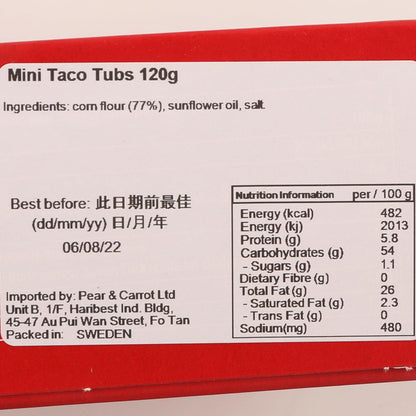 Mini Taco Tubs 120g
Ingredients: corn flour (77%), sunflower oil, salt.
Best before: 此日期前最佳
(dd/mm/yy) 日/月/年
06/08/22
Imported by: Pear & Carrot Ltd
Unit B, 1/F, Haribest Ind. Bldg,
45-47 Au Pui Wan Street, Fo Tan
Packed in: SWEDEN
Nutrition Information per / 100 g
Energy (kcal) 482
Energy (kj) 2013
Protein (g) 5.8
Carbohydrates (g) 54
- Sugars (g) 1.1
Dietary Fibre (g) 0
Total Fat (g) 26
- Saturated Fat (g) 2.3
- Trans Fat (g) 0
Sodium(mg) 480